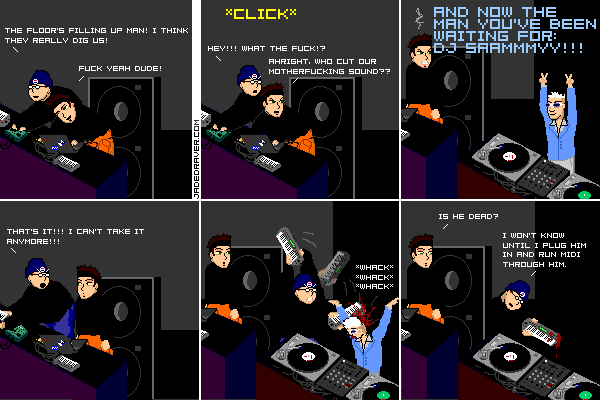 THE FLOOR'S FILLING UP MAN! I THINK
THEY REALLY DIG US!
FUCK YEAH DUDE!
*CLICK*
HEY!!! WHAT THE FUCK!?
AHRIGHT, WHO CUT OUR
MOTHERFUCKING SOUND??
JADEDRAVER.COM
AND NOW THE
MAN YOU'VE BEEN
WAITING FOR:
DJ SAAMMMYY!!!
THAT'S IT!!! I CAN'T TAKE IT
ANYMORE!!!
*WHACK*
*WHACK*
*WHACK*
IS HE DEAD?
I WON'T KNOW
UNTIL I PLUG HIM
IN AND RUN MIDI
THROUGH HIM.